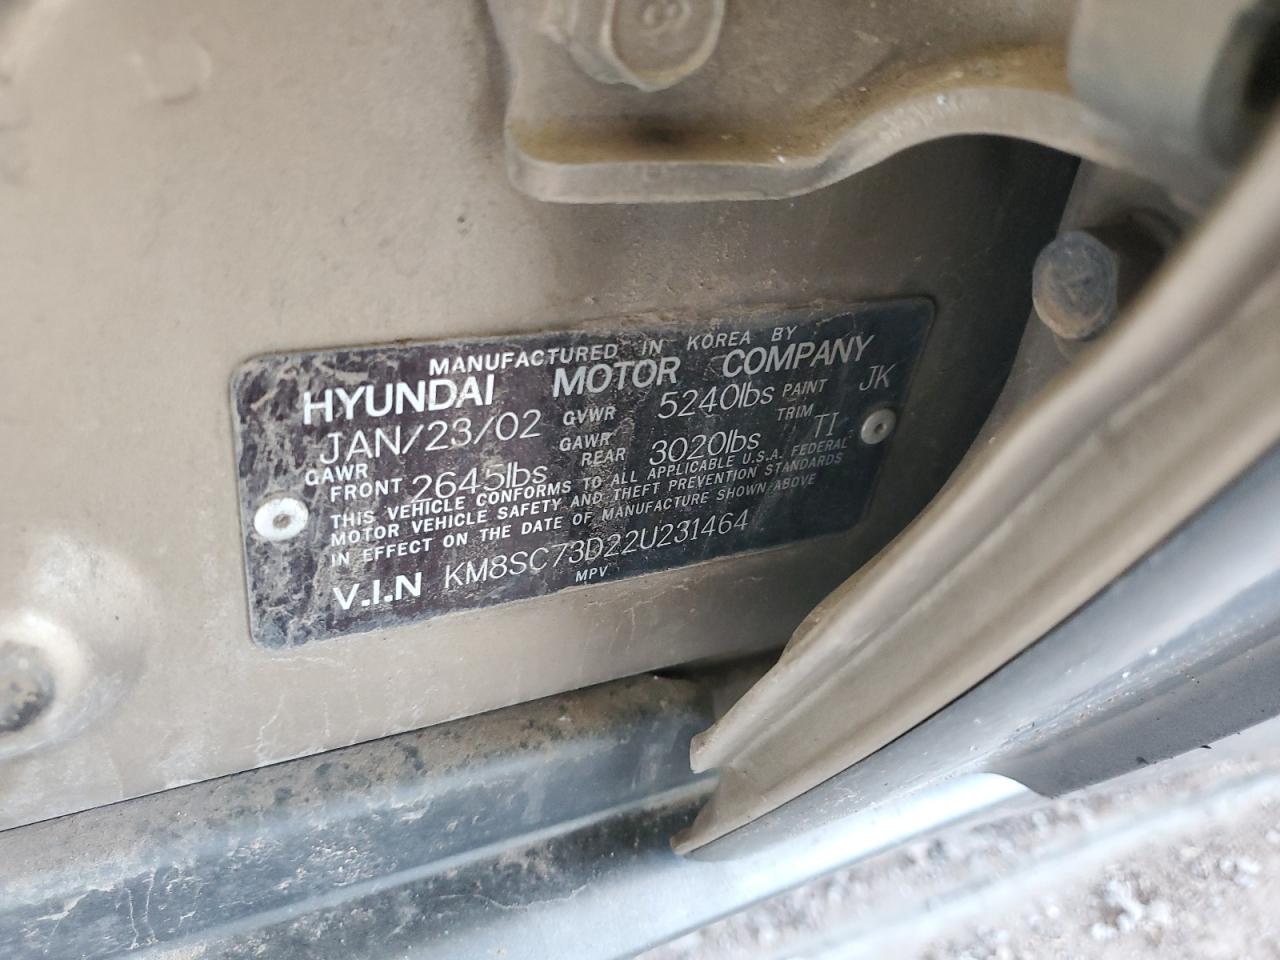 MANUFACTURED IN KOREA BY
HYUNDAI MOTOR COMPANY
JAN/23/02 GVWR 5240lbs PAINT JK
GAWR FRONT 2645lbs GAWR REAR 3020lbs TRIM TI
THIS VEHICLE CONFORMS TO ALL APPLICABLE U.S.A. FEDERAL
MOTOR VEHICLE SAFETY AND THEFT PREVENTION STANDARDS
IN EFFECT ON THE DATE OF MANUFACTURE SHOWN ABOVE
V.I.N KM8SC73D22U231464
MPV